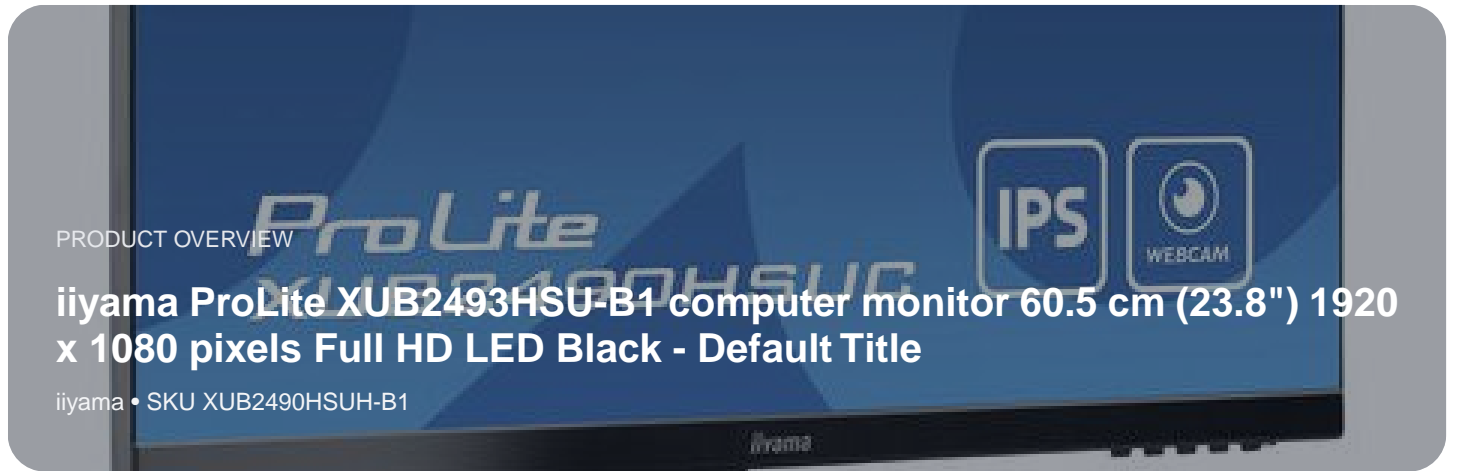 ProLite
IPS
WEBCAM
PRODUCT OVERVIEW
iiyama ProLite XUB2493HSU-B1 computer monitor 60.5 cm (23.8") 1920
x 1080 pixels Full HD LED Black - Default Title
iiyama • SKU XUB2490HSUH-B1
iiyama